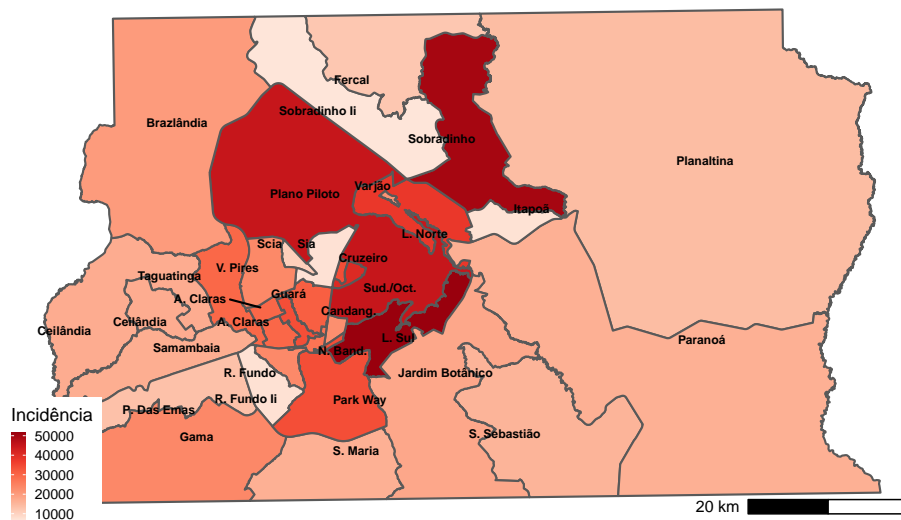 Fercal
Sobradinho Ii
Brazlândia
Sobradinho
Planaltina
Varjão
Plano Piloto
Itapoã
L. Norte
Scia
Sia
Cruzeiro
V. Pires
Taguatinga
Sud./Oct.
Guará
A. Claras
Candang.
Ceilândia
Ceilândia
A. Claras
L. Sul
Paranoá
Samambaia
N. Band.
R. Fundo
Jardim Botânico
R. Fundo Ii
Park Way
P. Das Emas
Gama
S. Sebastião
S. Maria
Incidência
50000
40000
30000
20000
10000
20 km